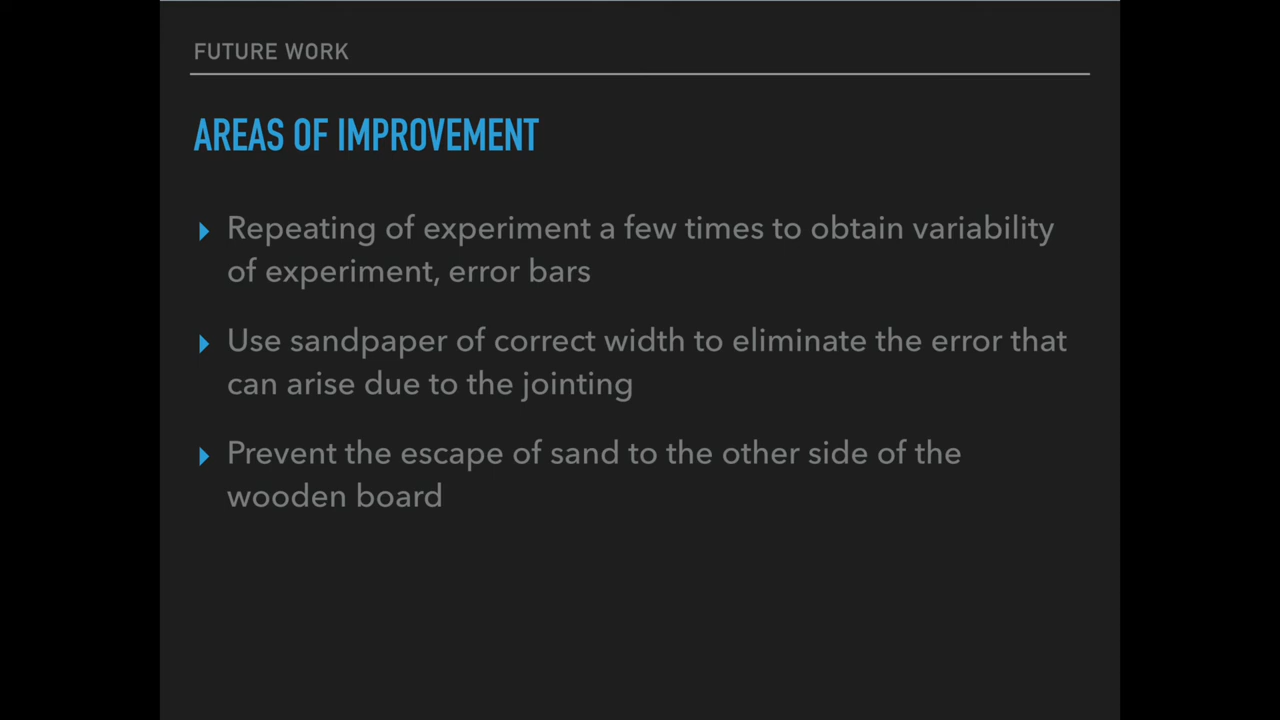 FUTURE WORK
AREAS OF IMPROVEMENT
Repeating of experiment a few times to obtain variability
of experiment, error bars
Use sandpaper of correct width to eliminate the error that
can arise due to the jointing
Prevent the escape of sand to the other side of the
wooden board